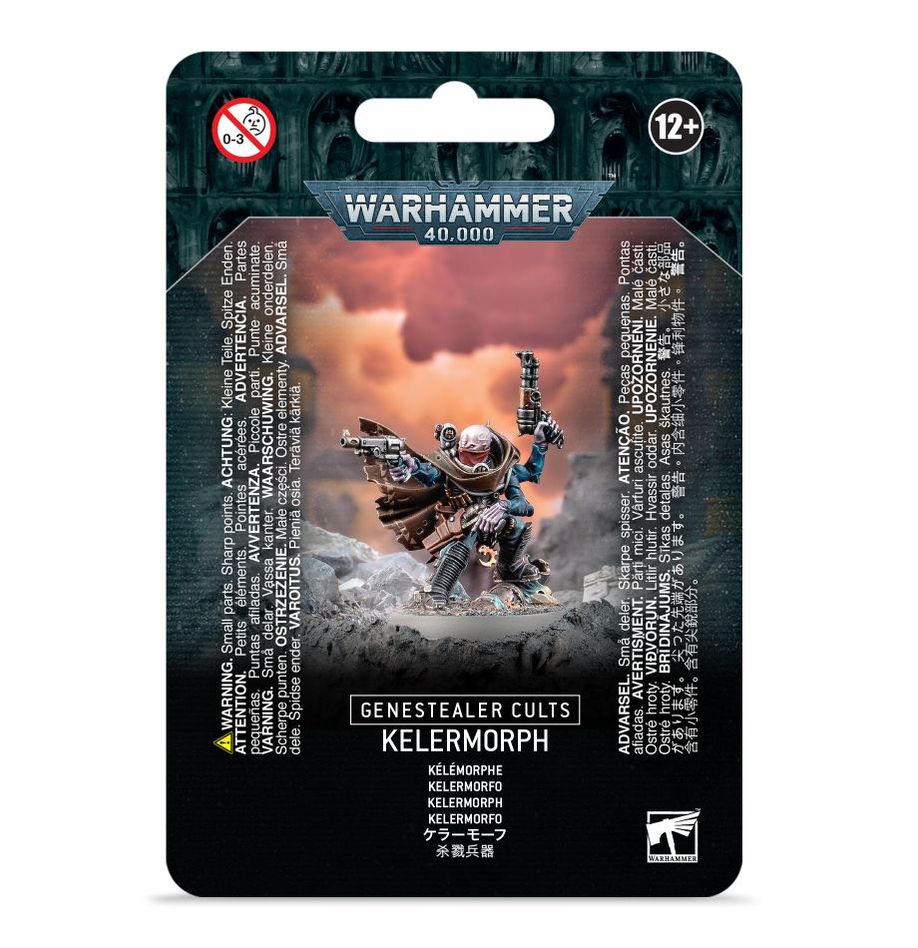 0-3
12+
WARHAMMER™
40,000
⚠WARNING. Small parts. Sharp points. ACHTUNG: Kleine Teile. Spitze Enden.
ATTENTION. Petits éléments. Pointes acérées. ADVERTENCIA. Partes
pequeñas. Puntas afiladas. AVVERTENZA. Piccole parti. Punte acuminate.
VARNING. Små delar. Vassa kanter. WAARSCHUWING. Kleine onderdelen.
Scherpe punten. OSTRZEŻENIE. Małe części. Ostre elementy. ADVARSEL. Små
dele. Spidse ender. VAROITUS. Pieniä osia. Teräviä kärkiä.
ADVARSEL. Små deler. Skarpe spisser. ATENÇÃO. Peças pequenas. Pontas
afiadas. AVERTISMENT. Părți mici. Vârfuri ascuțite. UPOZORNĚNÍ. Malé části.
Ostré hroty. VIÐVÖRUN. Litlir hlutir. Hvassir oddar. UPOZORNENIE. Malé časti.
Ostré hroty. BRĪDINĀJUMS. Sīkas detaļas. Asas šķautnes. 警告。小さな部品
があります。尖った先端があります。警告。内含细小零件。锋利物件。警告。
含有小零件。含有尖銳部分。
GENESTEALER CULTS
KELERMORPH
KÉLÉMORPHE
KELERMORFO
KELERMORPH
KELERMORFO
ケラーモーフ
杀戮兵器
WARHAMMER™